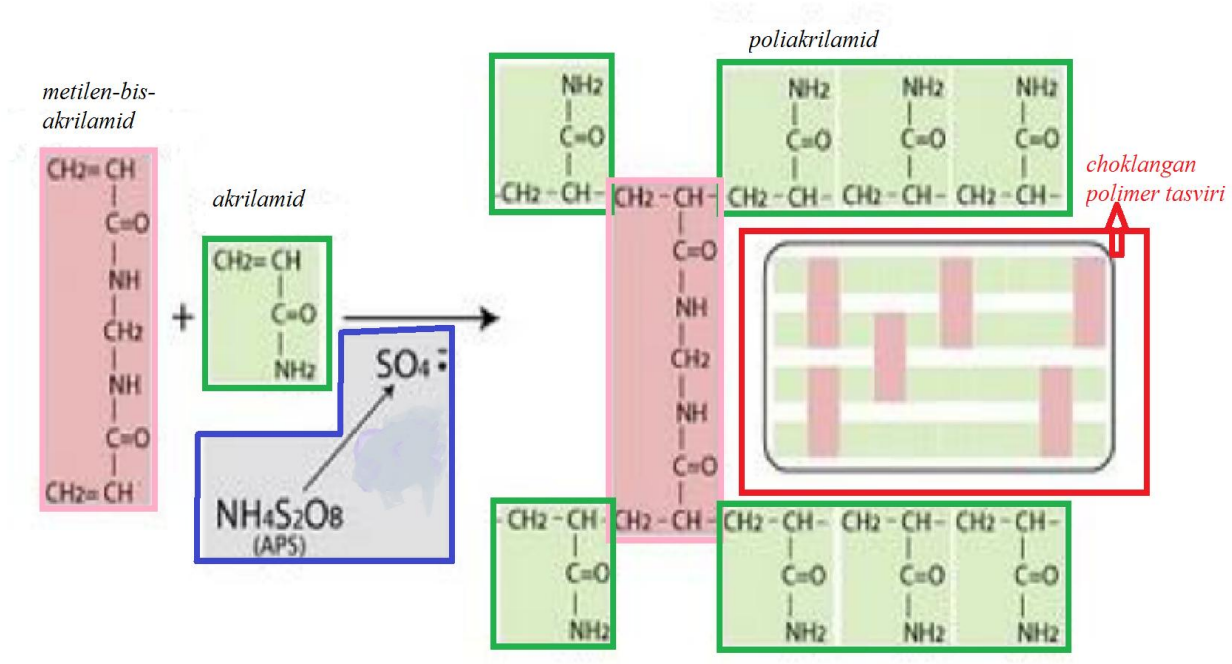 metilen-bis-
akrilamid
CH2= CH
C=O
NH
CH2
NH
C=O
CH2= CH
+
akrilamid
CH2= CH
C=O
NH2
SO4 ·-
NH4S2O8
(APS)
poliakrilamid
NH2
C=O
-CH2 - CH-
NH2 NH2 NH2
C=O C=O C=O
CH2 - CH - CH2 - CH - CH2 - CH - CH2 - CH-
C=O
NH
CH2
NH
C=O
choklangan
polimer tasviri
- CH2 - CH- CH2 - CH - CH2 - CH - CH2 - CH - CH2 - CH-
C=O
NH2
C=O C=O C=O
NH2 NH2 NH2